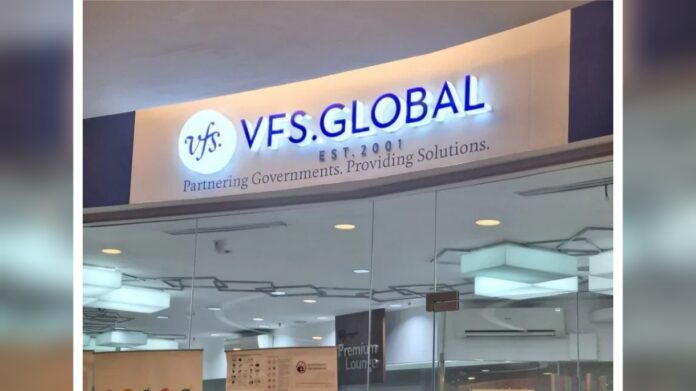 vfs. VFS.GLOBAL
EST. 2001
Partnering Governments. Providing Solutions.
Premium
Lounge